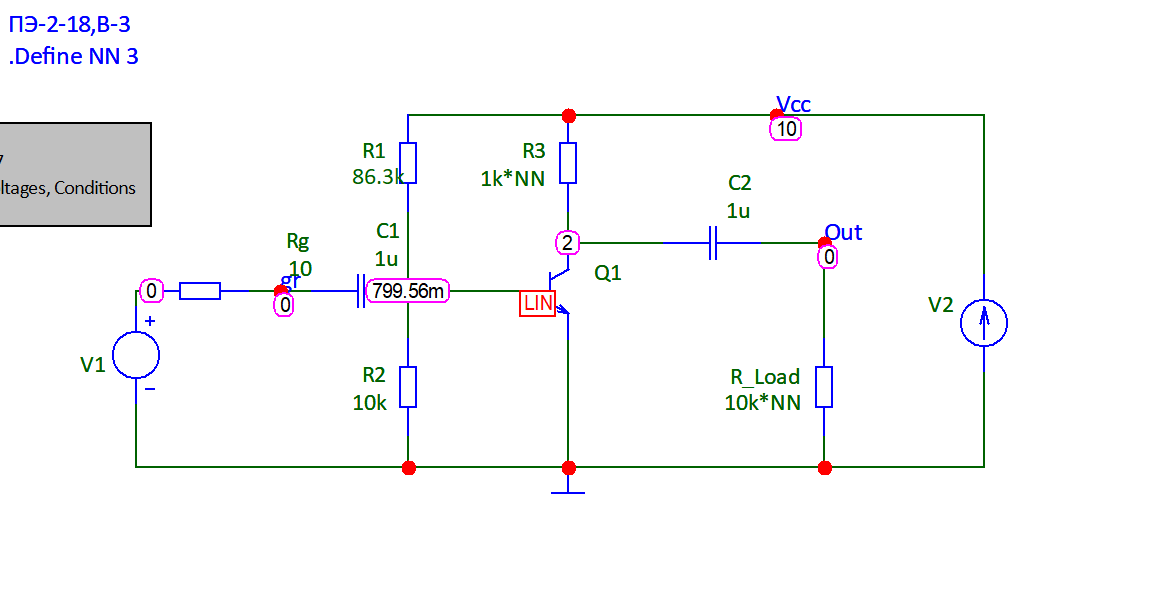 ПЭ-2-18,В-3
.Define NN 3
ltages, Conditions
Vcc
10
R1
86.3k
R3
1k*NN
C2
1u
Out
0
2
Rg
10
gr
0
0
C1
1u
799.56m
LIN
Q1
V1
+
−
R2
10k
R_Load
10k*NN
V2